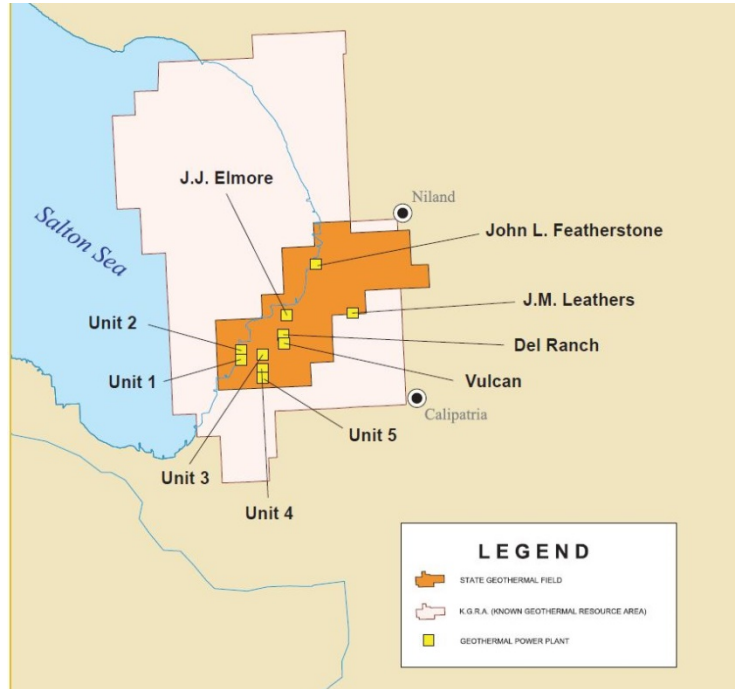 J.J. Elmore
Niland
Salton Sea
John L. Featherstone
J.M. Leathers
Unit 2
Del Ranch
Unit 1
Vulcan
Calipatria
Unit 5
Unit 3
Unit 4
LEGEND
STATE GEOTHERMAL FIELD
K.G.R.A. (KNOWN GEOTHERMAL RESOURCE AREA)
GEOTHERMAL POWER PLANT